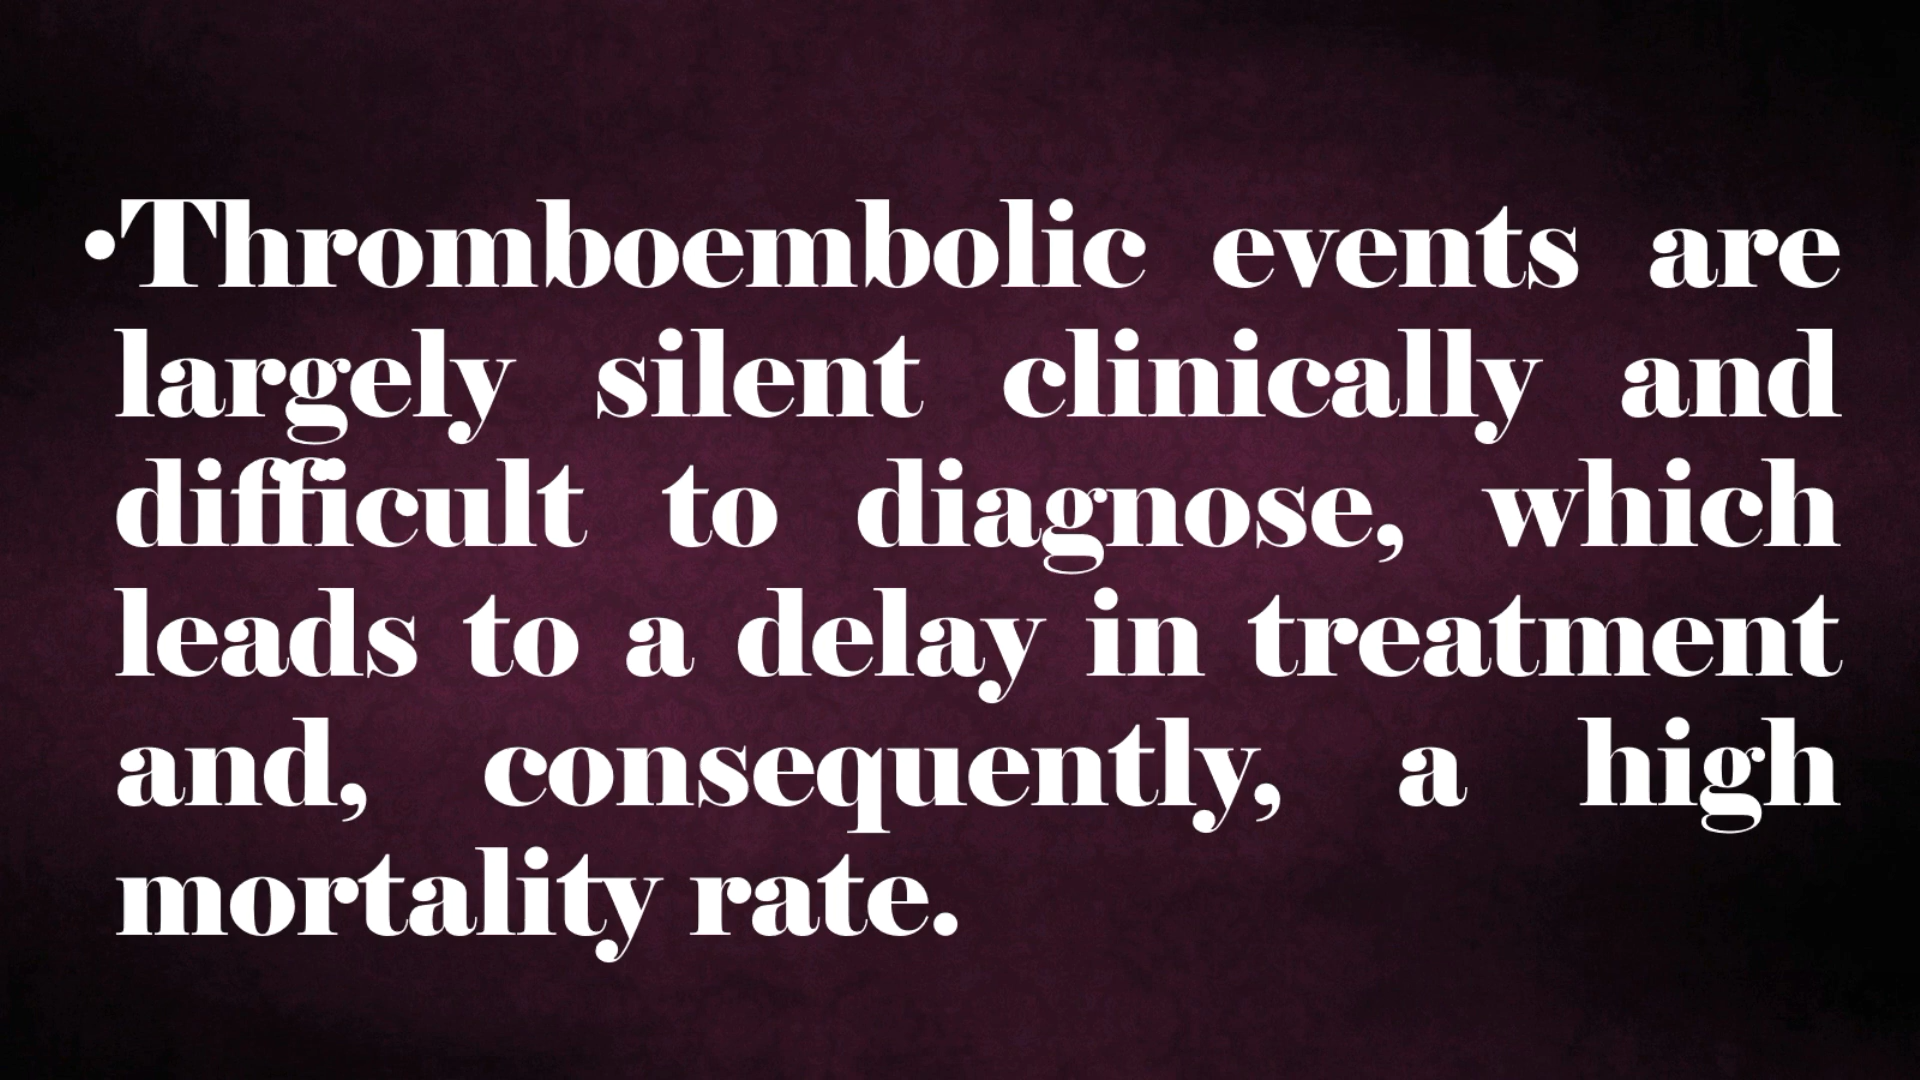 •Thromboembolic events are
largely silent clinically and
difficult to diagnose, which
leads to a delay in treatment
and, consequently, a high
mortality rate.